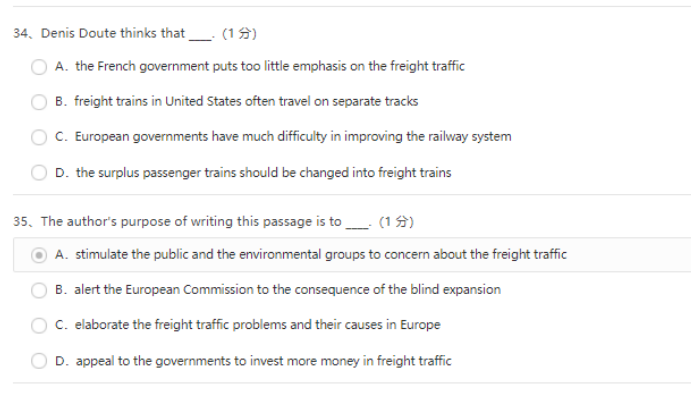 34、Denis Doute thinks that ____. (1 分)
A. the French government puts too little emphasis on the freight traffic
B. freight trains in United States often travel on separate tracks
C. European governments have much difficulty in improving the railway system
D. the surplus passenger trains should be changed into freight trains
35、The author's purpose of writing this passage is to ____. (1 分)
A. stimulate the public and the environmental groups to concern about the freight traffic
B. alert the European Commission to the consequence of the blind expansion
C. elaborate the freight traffic problems and their causes in Europe
D. appeal to the governments to invest more money in freight traffic